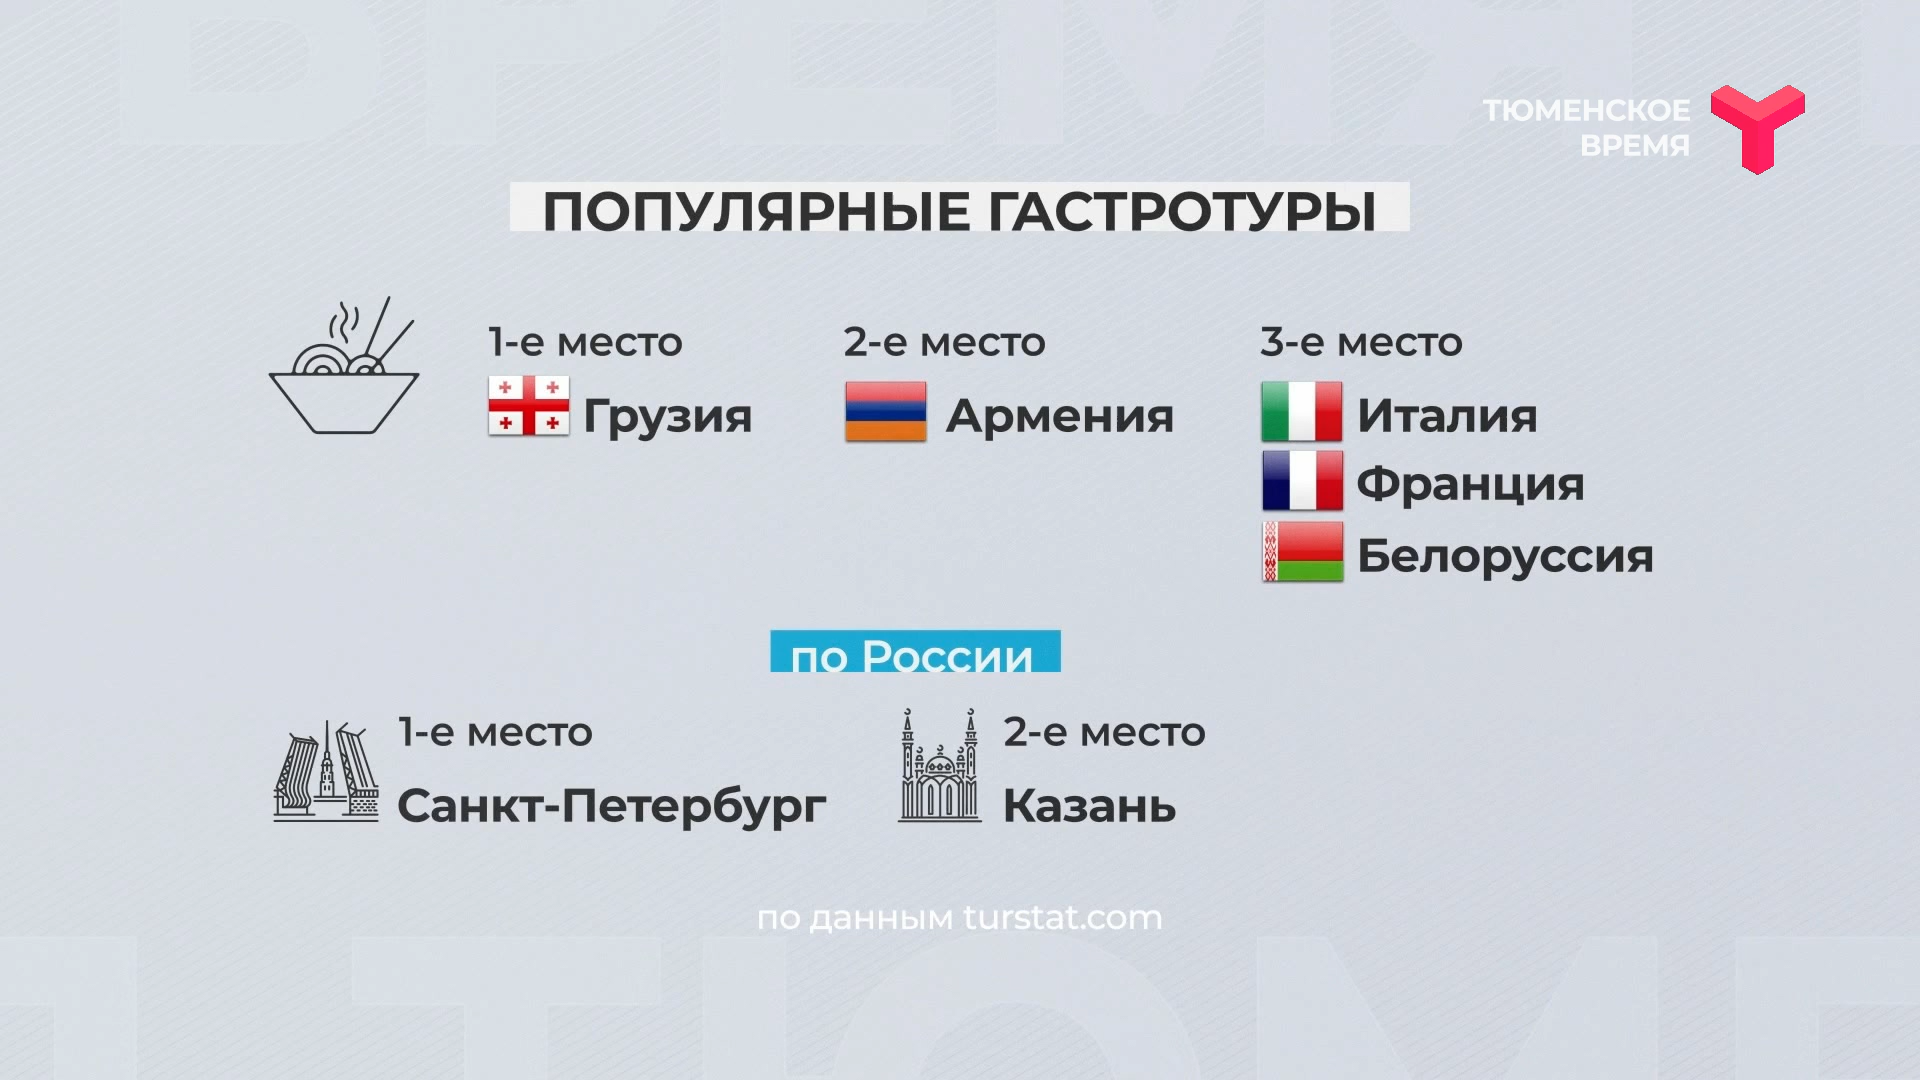 ТЮМЕНСКОЕ
ВРЕМЯ
ПОПУЛЯРНЫЕ ГАСТРОТУРЫ
1-е место
Грузия
2-е место
Армения
3-е место
Италия
Франция
Белоруссия
по России
1-е место
Санкт-Петербург
2-е место
Казань
по данным turstat.com